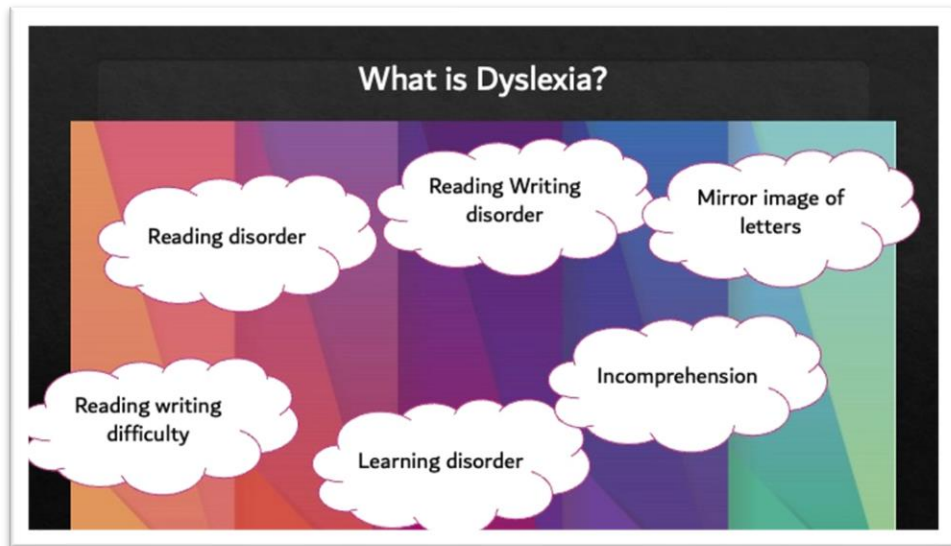 What is Dyslexia?
Reading disorder
Reading Writing
disorder
Mirror image of
letters
Reading writing
difficulty
Learning disorder
Incomprehension